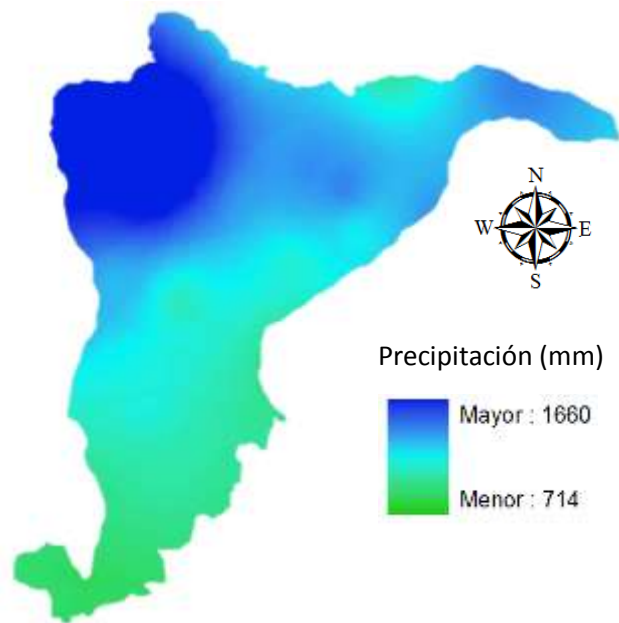 N
W E
S
Precipitación (mm)
Mayor : 1660
Menor : 714